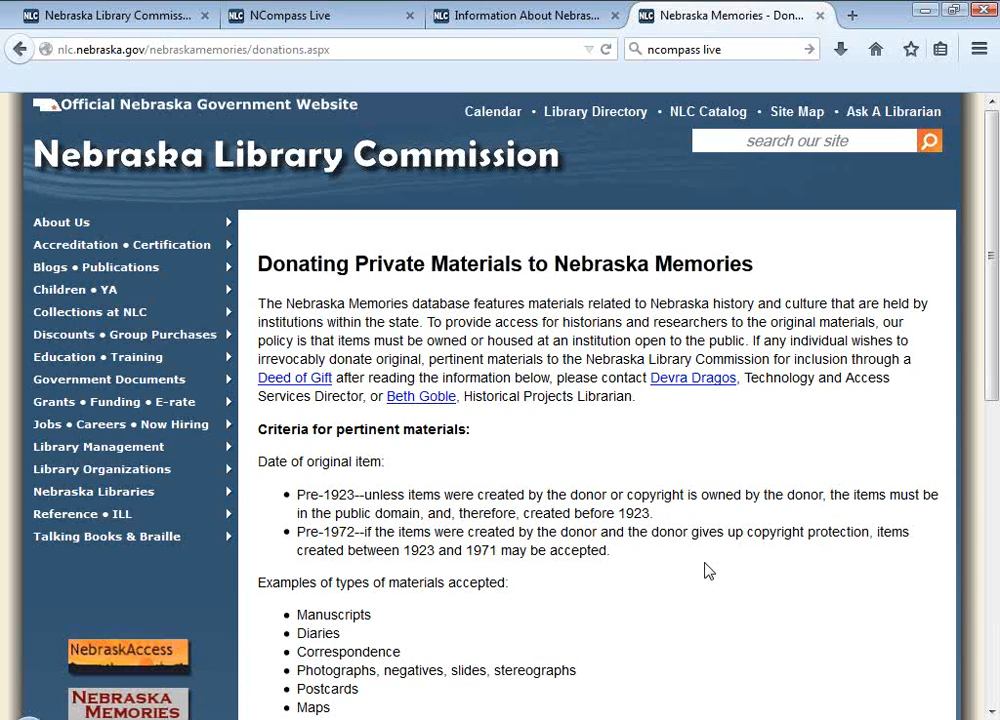 Nebraska Library Commiss...
NCompass Live
Information About Nebras...
Nebraska Memories - Don...
nlc.nebraska.gov/nebraskamemories/donations.aspx
ncompass live
Official Nebraska Government Website
Calendar • Library Directory • NLC Catalog • Site Map • Ask A Librarian
Nebraska Library Commission
search our site
About Us
Accreditation • Certification
Blogs • Publications
Children • YA
Collections at NLC
Discounts • Group Purchases
Education • Training
Government Documents
Grants • Funding • E-rate
Jobs • Careers • Now Hiring
Library Management
Library Organizations
Nebraska Libraries
Reference • ILL
Talking Books & Braille
NebraskAccess
NEBRASKA
MEMORIES
Donating Private Materials to Nebraska Memories
The Nebraska Memories database features materials related to Nebraska history and culture that are held by
institutions within the state. To provide access for historians and researchers to the original materials, our
policy is that items must be owned or housed at an institution open to the public. If any individual wishes to
irrevocably donate original, pertinent materials to the Nebraska Library Commission for inclusion through a
Deed of Gift after reading the information below, please contact Devra Dragos, Technology and Access
Services Director, or Beth Goble, Historical Projects Librarian.
Criteria for pertinent materials:
Date of original item:
• Pre-1923--unless items were created by the donor or copyright is owned by the donor, the items must be
in the public domain, and, therefore, created before 1923.
• Pre-1972--if the items were created by the donor and the donor gives up copyright protection, items
created between 1923 and 1971 may be accepted.
Examples of types of materials accepted:
• Manuscripts
• Diaries
• Correspondence
• Photographs, negatives, slides, stereographs
• Postcards
• Maps